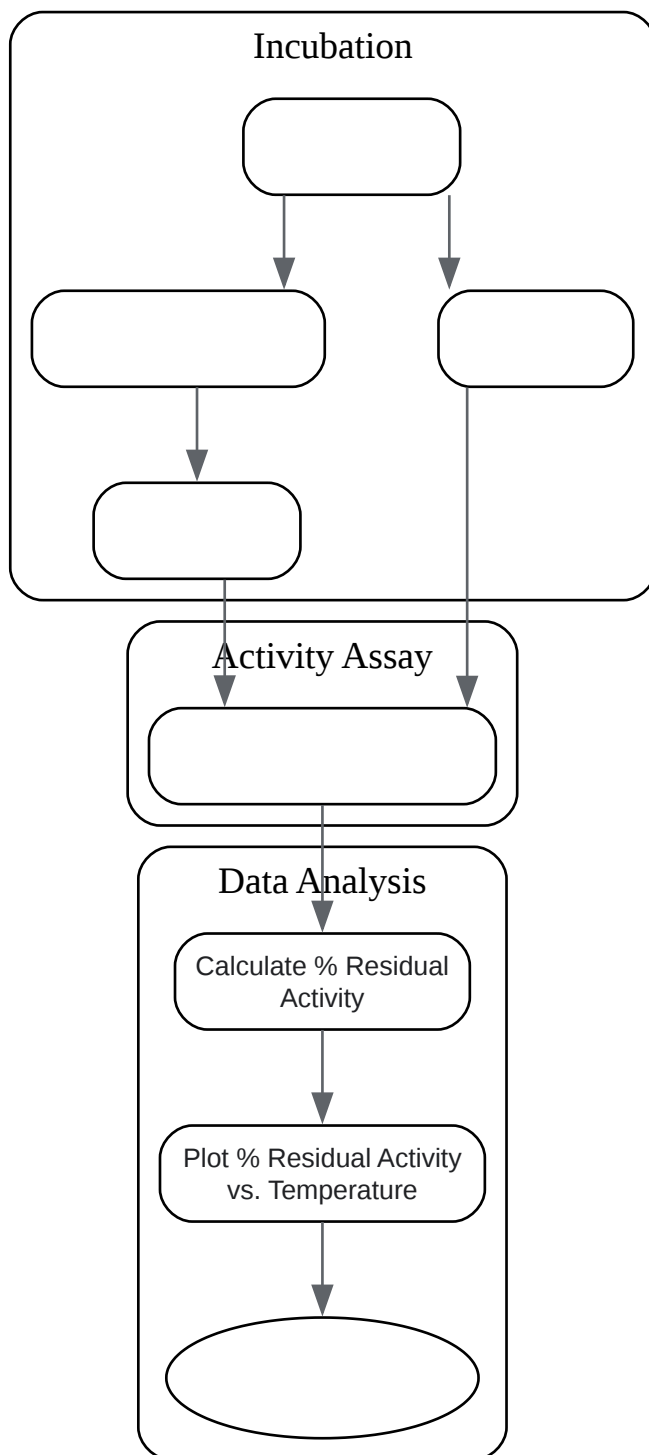 Incubation
Activity Assay
Data Analysis
Calculate % Residual
Activity
Plot % Residual Activity
vs. Temperature